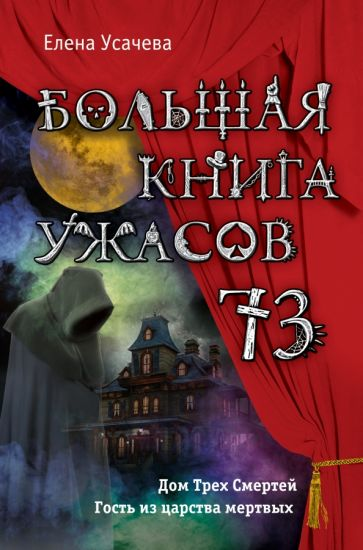 Елена Усачева
БОЛЬШАЯ
КНИГА
УЖАСОВ
73
Дом Трех Смертей
Гость из царства мертвых